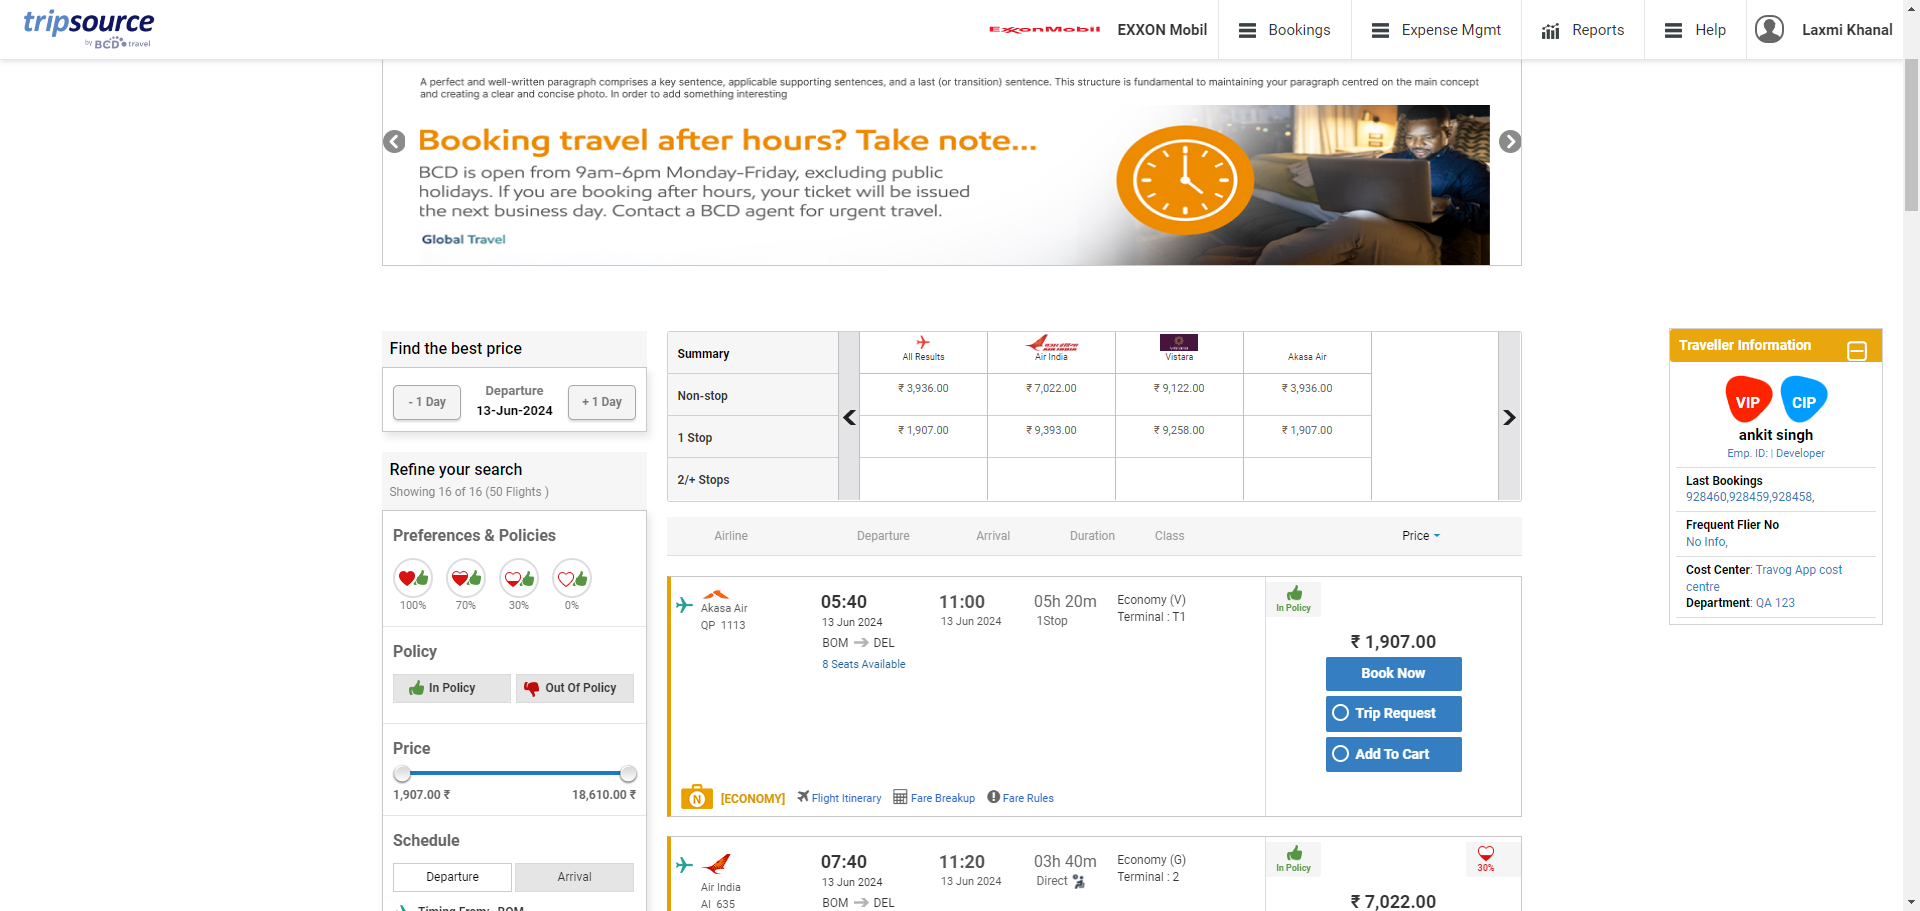 tripsource
by BCD travel
ExxonMobil
EXXON Mobil
Bookings
Expense Mgmt
Reports
Help
Laxmi Khanal
A perfect and well-written paragraph comprises a key sentence, applicable supporting sentences, and a last (or transition) sentence. This structure is fundamental to maintaining your paragraph centred on the main concept
and creating a clear and concise photo. In order to add something interesting
Booking travel after hours? Take note...
BCD is open from 9am-6pm Monday-Friday, excluding public
holidays. If you are booking after hours, your ticket will be issued
the next business day. Contact a BCD agent for urgent travel.
Global Travel
Find the best price
- 1 Day
Departure
13-Jun-2024
+ 1 Day
Refine your search
Showing 16 of 16 (50 Flights )
Preferences & Policies
100% 70% 30% 0%
Policy
In Policy
Out Of Policy
Price
1,907.00 ₹ 18,610.00 ₹
Schedule
Departure Arrival
Timing From: BOM
Summary All Results Air India Vistara Akasa Air
Non-stop ₹ 3,936.00 ₹ 7,022.00 ₹ 9,122.00 ₹ 3,936.00
1 Stop ₹ 1,907.00 ₹ 9,393.00 ₹ 9,258.00 ₹ 1,907.00
2/+ Stops
Airline Departure Arrival Duration Class Price
Akasa Air
QP 1113
05:40
13 Jun 2024
BOM DEL
8 Seats Available
11:00
13 Jun 2024
05h 20m
1Stop
Economy (V)
Terminal : T1
In Policy
₹ 1,907.00
Book Now
Trip Request
Add To Cart
N
[ECONOMY]
Flight Itinerary
Fare Breakup
Fare Rules
Air India
AI 635
07:40
13 Jun 2024
BOM DEL
11:20
13 Jun 2024
03h 40m
Direct
Economy (G)
Terminal : 2
In Policy
30%
₹ 7,022.00
Traveller Information
VIP CIP
ankit singh
Emp. ID: | Developer
Last Bookings
928460,928459,928458,
Frequent Flier No
No Info,
Cost Center: Travog App cost
centre
Department: QA 123